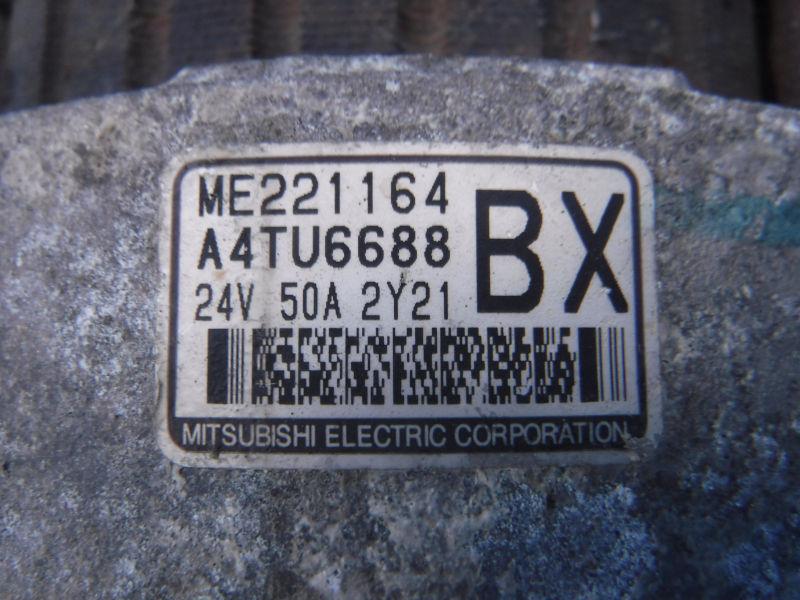 ME221164
A4TU6688
BX
24V 50A 2Y21
MITSUBISHI ELECTRIC CORPORATION